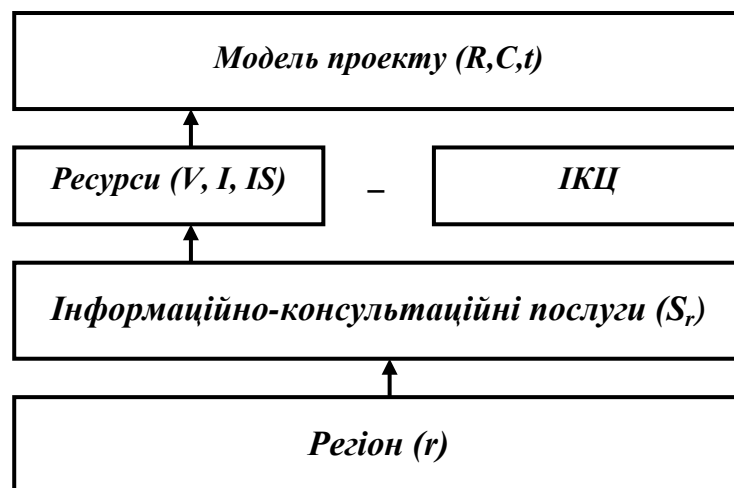 Модель проекту (R,C,t)
Ресурси (V, I, IS) – ІКЦ
Інформаційно-консультаційні послуги (Sᵣ)
Регіон (r)